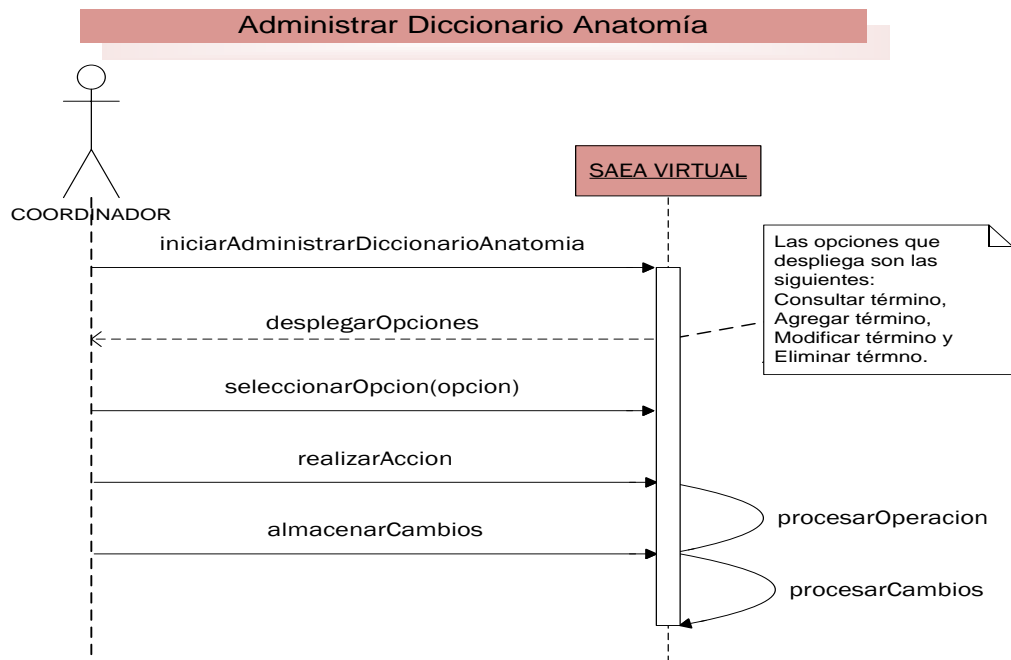 Administrar Diccionario Anatomía
SAEA VIRTUAL
COORDINADOR
iniciarAdministrarDiccionarioAnatomia
Las opciones que
despliega son las
siguientes:
Consultar término,
Agregar término,
Modificar término y
Eliminar térmno.
desplegarOpciones
seleccionarOpcion(opcion)
realizarAccion
procesarOperacion
almacenarCambios
procesarCambios